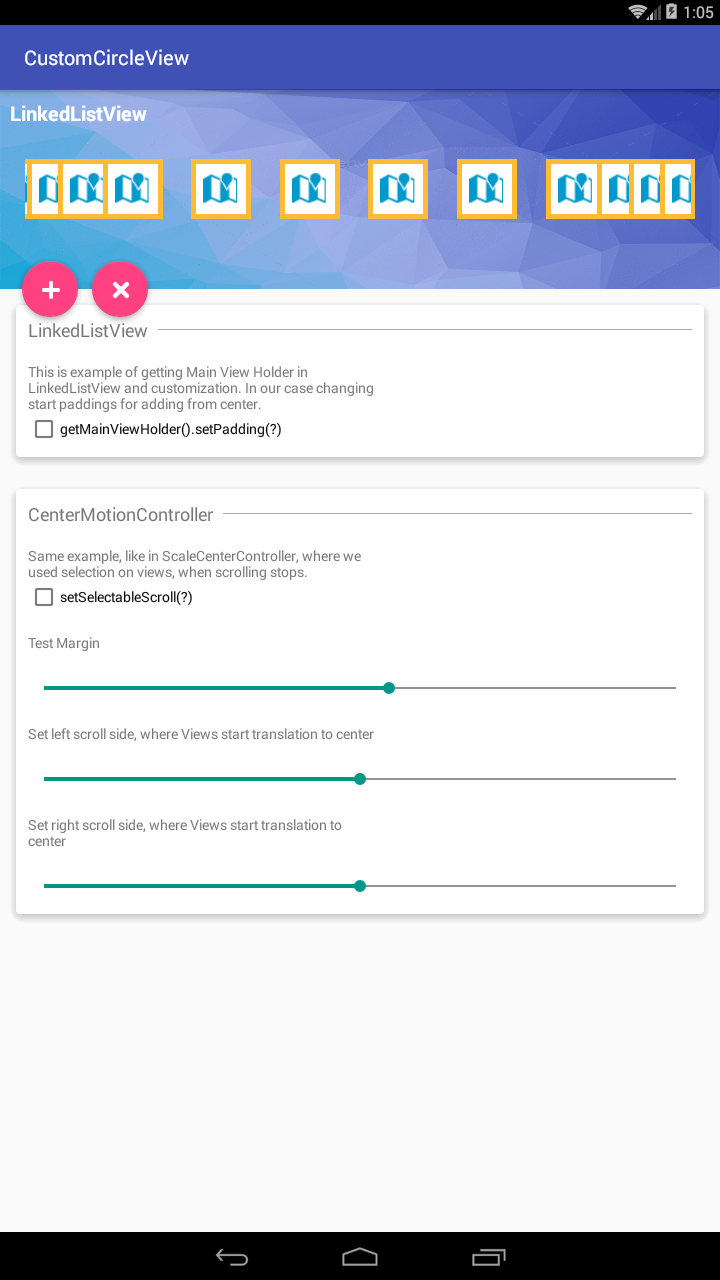 1:05
CustomCircleView
LinkedListView
LinkedListView
This is example of getting Main View Holder in
LinkedListView and customization. In our case changing
start paddings for adding from center.
getMainViewHolder().setPadding(?)
CenterMotionController
Same example, like in ScaleCenterController, where we
used selection on views, when scrolling stops.
setSelectableScroll(?)
Test Margin
Set left scroll side, where Views start translation to center
Set right scroll side, where Views start translation to
center